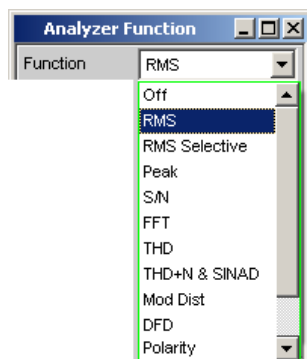 Analyzer Function
Function RMS
Off
RMS
RMS Selective
Peak
S/N
FFT
THD
THD+N & SINAD
Mod Dist
DFD
Polarity